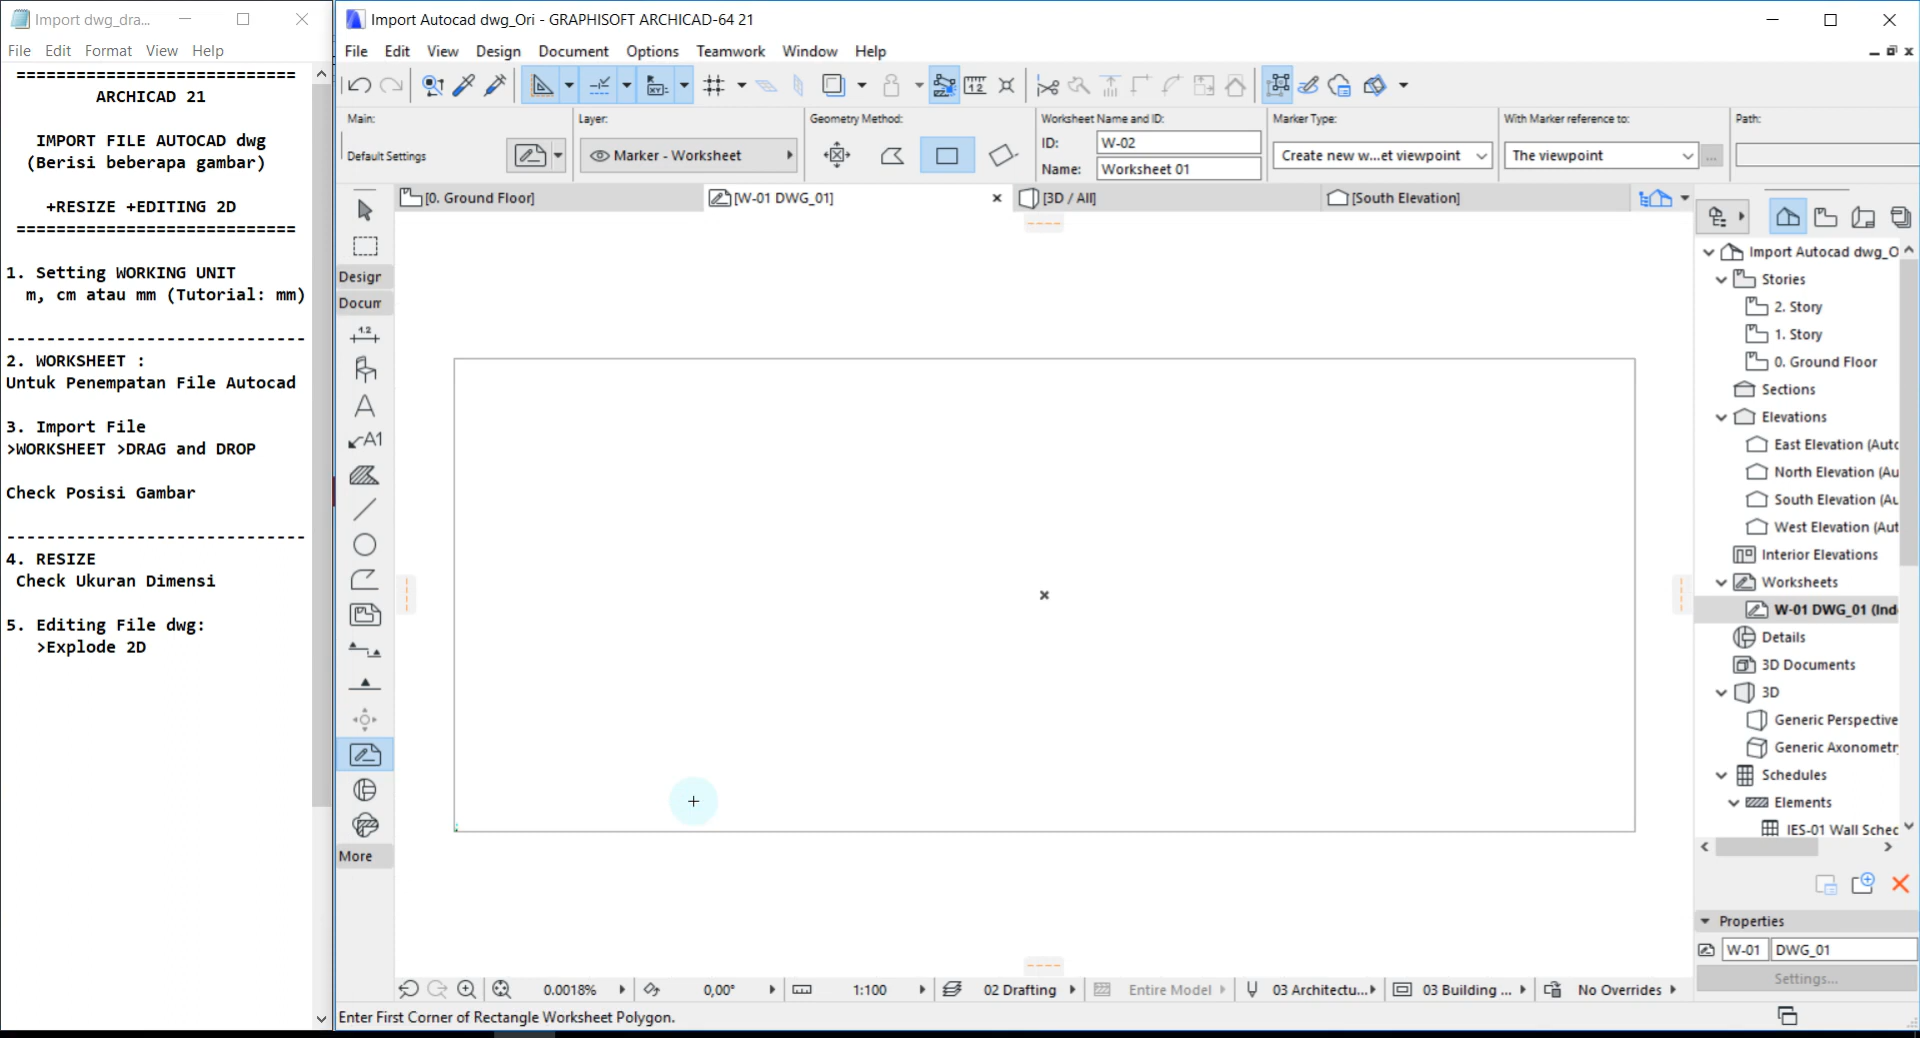 Import dwg_dra...
File Edit Format View Help
============================
ARCHICAD 21
IMPORT FILE AUTOCAD dwg
(Berisi beberapa gambar)
+RESIZE +EDITING 2D
============================
1. Setting WORKING UNIT
m, cm atau mm (Tutorial: mm)
------------------------------
2. WORKSHEET :
Untuk Penempatan File Autocad
3. Import File
>WORKSHEET >DRAG and DROP
Check Posisi Gambar
------------------------------
4. RESIZE
Check Ukuran Dimensi
5. Editing File dwg:
>Explode 2D
Import Autocad dwg_Ori - GRAPHISOFT ARCHICAD-64 21
File Edit View Design Document Options Teamwork Window Help
Main: Layer: Geometry Method: Worksheet Name and ID: Marker Type: With Marker reference to: Path:
Default Settings
Marker - Worksheet
ID: W-02
Name: Worksheet 01
Create new w...et viewpoint
The viewpoint
...
[0. Ground Floor] [W-01 DWG_01] [3D / All] [South Elevation]
Design
Docum
1.2
A
A1
More
Import Autocad dwg_O
Stories
2. Story
1. Story
0. Ground Floor
Sections
Elevations
East Elevation (Auto
North Elevation (Au
South Elevation (Au
West Elevation (Aut
Interior Elevations
Worksheets
W-01 DWG_01 (Ind
Details
3D Documents
3D
Generic Perspective
Generic Axonometr
Schedules
Elements
IES-01 Wall Sched
Properties
W-01 DWG_01
Settings...
0.0018% 0,00° 1:100 02 Drafting Entire Model 03 Architectu... 03 Building ... No Overrides
Enter First Corner of Rectangle Worksheet Polygon.